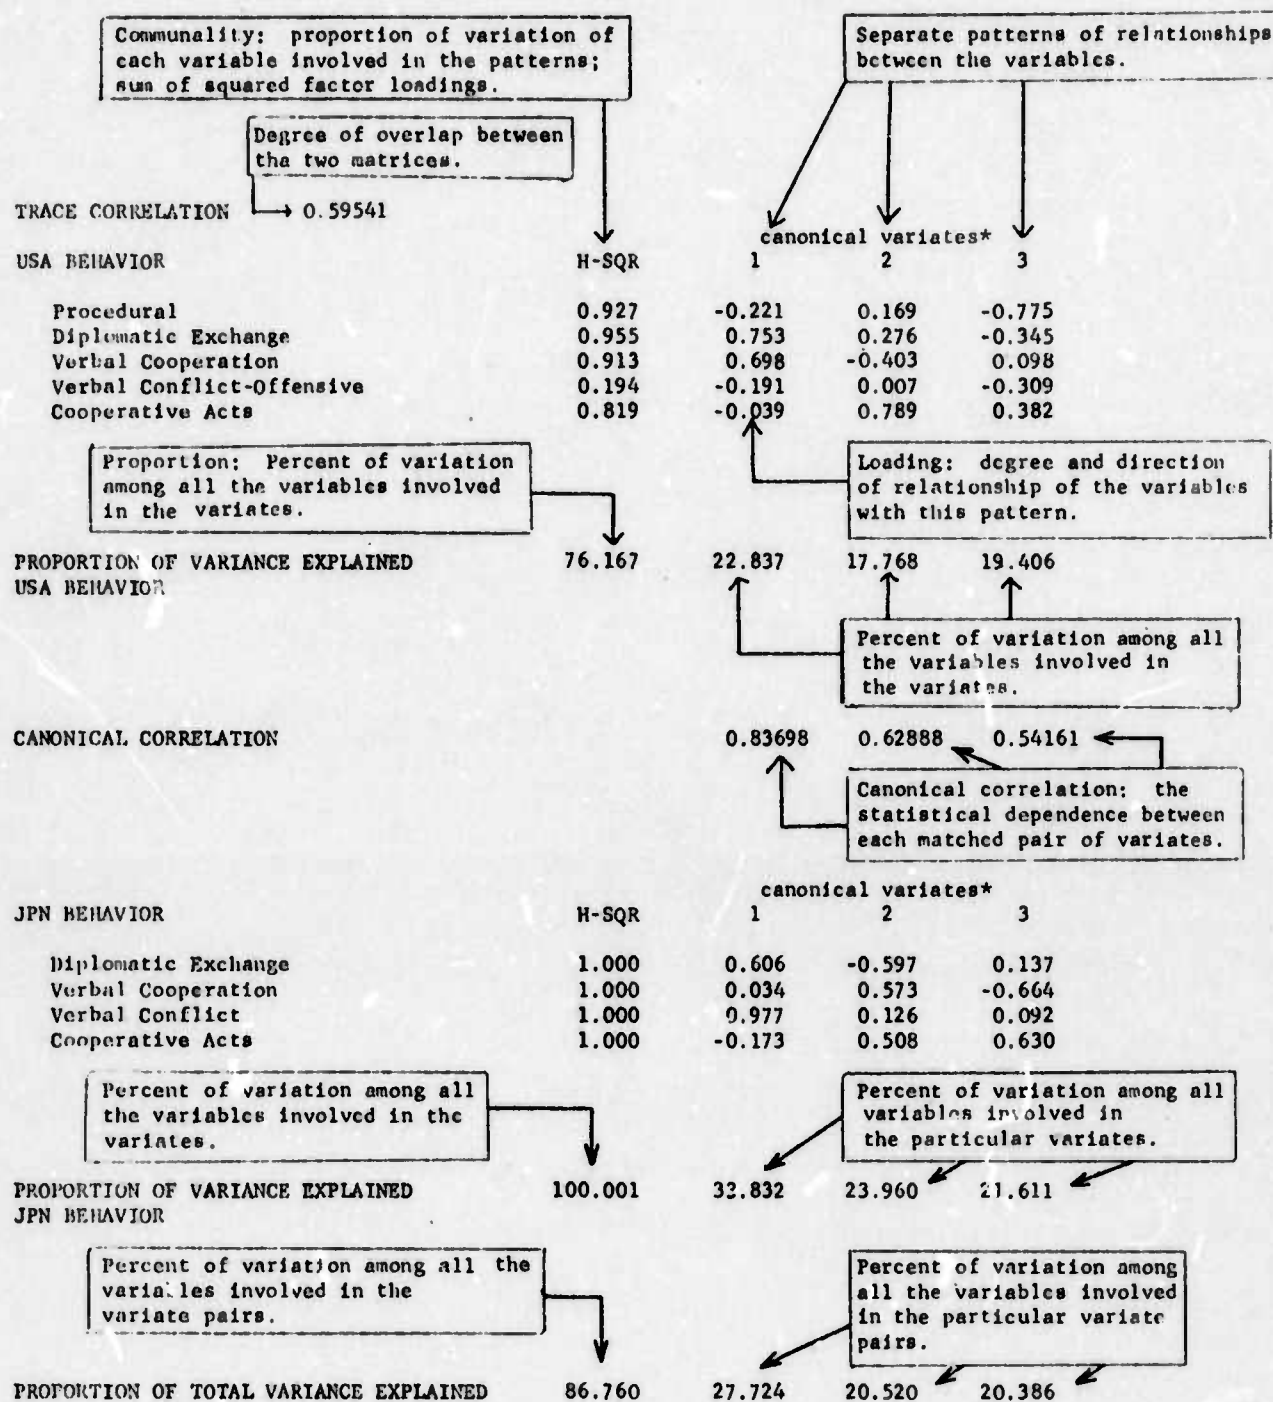 Communality: proportion of variation of
each variable involved in the patterns;
sum of squared factor loadings.
Separate patterns of relationships
between the variables.
Degree of overlap between
the two matrices.
TRACE CORRELATION 0.59541
canonical variates*
USA BEHAVIOR H-SQR 1 2 3
Procedural 0.927 -0.221 0.169 -0.775
Diplomatic Exchange 0.955 0.753 0.276 -0.345
Verbal Cooperation 0.913 0.698 -0.403 0.098
Verbal Conflict-Offensive 0.194 -0.191 0.007 -0.309
Cooperative Acts 0.819 -0.039 0.789 0.382
Proportion: Percent of variation
among all the variables involved
in the variates.
Loading: degree and direction
of relationship of the variables
with this pattern.
PROPORTION OF VARIANCE EXPLAINED 76.167 22.837 17.768 19.406
USA BEHAVIOR
Percent of variation among all
the variables involved in
the variates.
CANONICAL CORRELATION 0.83698 0.62888 0.54161
Canonical correlation: the
statistical dependence between
each matched pair of variates.
canonical variates*
JPN BEHAVIOR H-SQR 1 2 3
Diplomatic Exchange 1.000 0.606 -0.597 0.137
Verbal Cooperation 1.000 0.034 0.573 -0.664
Verbal Conflict 1.000 0.977 0.126 0.092
Cooperative Acts 1.000 -0.173 0.508 0.630
Percent of variation among all
the variables involved in the
variates.
Percent of variation among all
variables involved in
the particular variates.
PROPORTION OF VARIANCE EXPLAINED 100.001 33.832 23.960 21.611
JPN BEHAVIOR
Percent of variation among all the
variables involved in the
variate pairs.
Percent of variation among
all the variables involved
in the particular variate
pairs.
PROPORTION OF TOTAL VARIANCE EXPLAINED 86.760 27.724 20.520 20.386